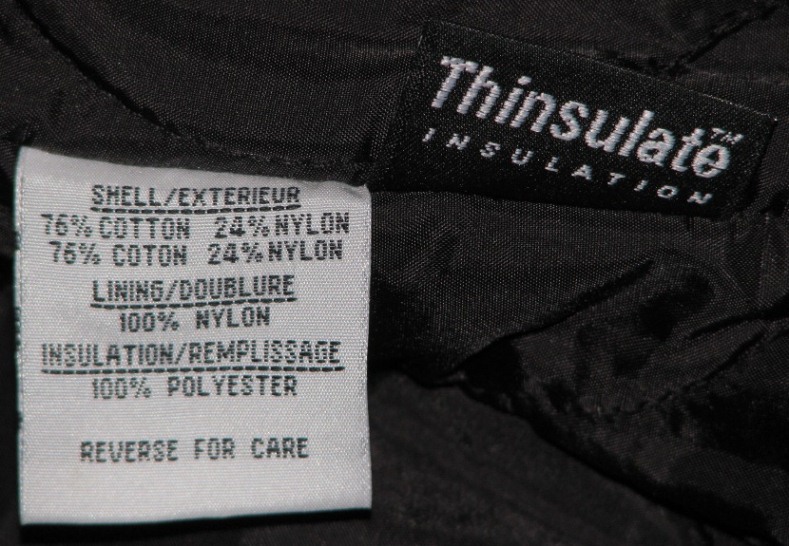 Thinsulate™
INSULATION
SHELL/EXTERIEUR
76% COTTON 24% NYLON
76% COTON 24% NYLON
LINING/DOUBLURE
100% NYLON
INSULATION/REMPLISSAGE
100% POLYESTER
REVERSE FOR CARE